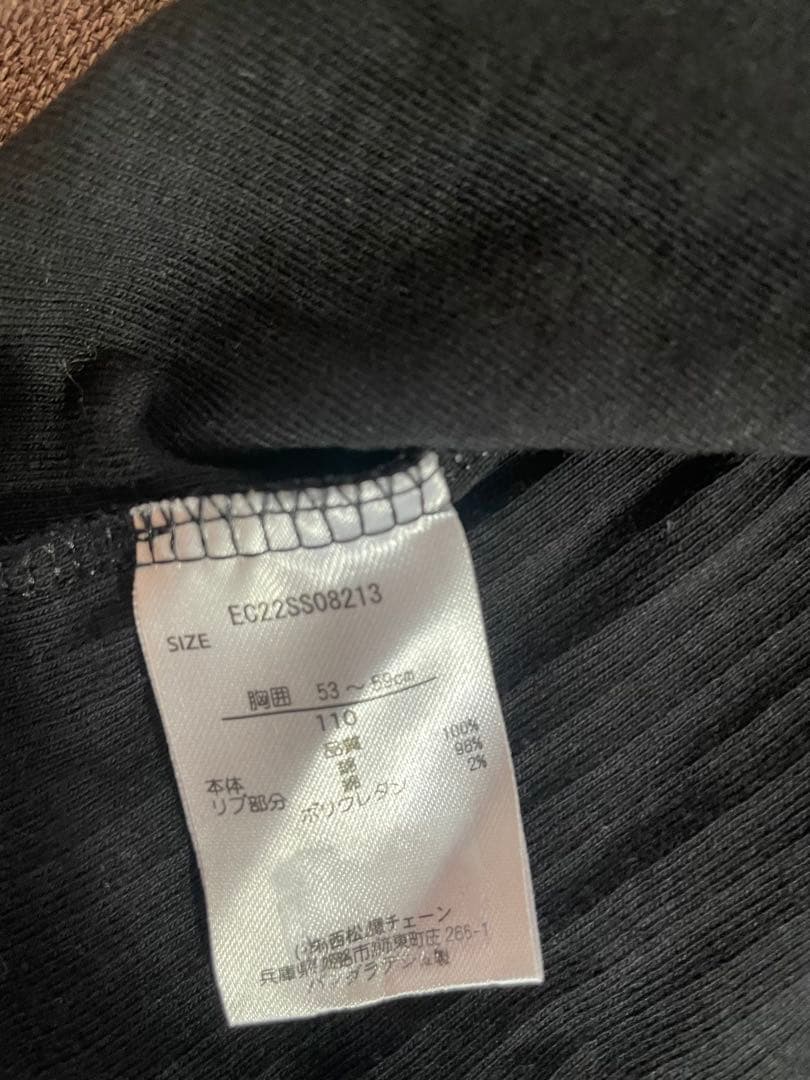 EC22SS08213
SIZE
胸囲 53～59cm
110
品質
本体 綿 100%
リブ部分 綿 98%
ポリウレタン 2%
(株)西松屋チェーン
兵庫県姫路市飾東町庄266-1
バングラデシュ製